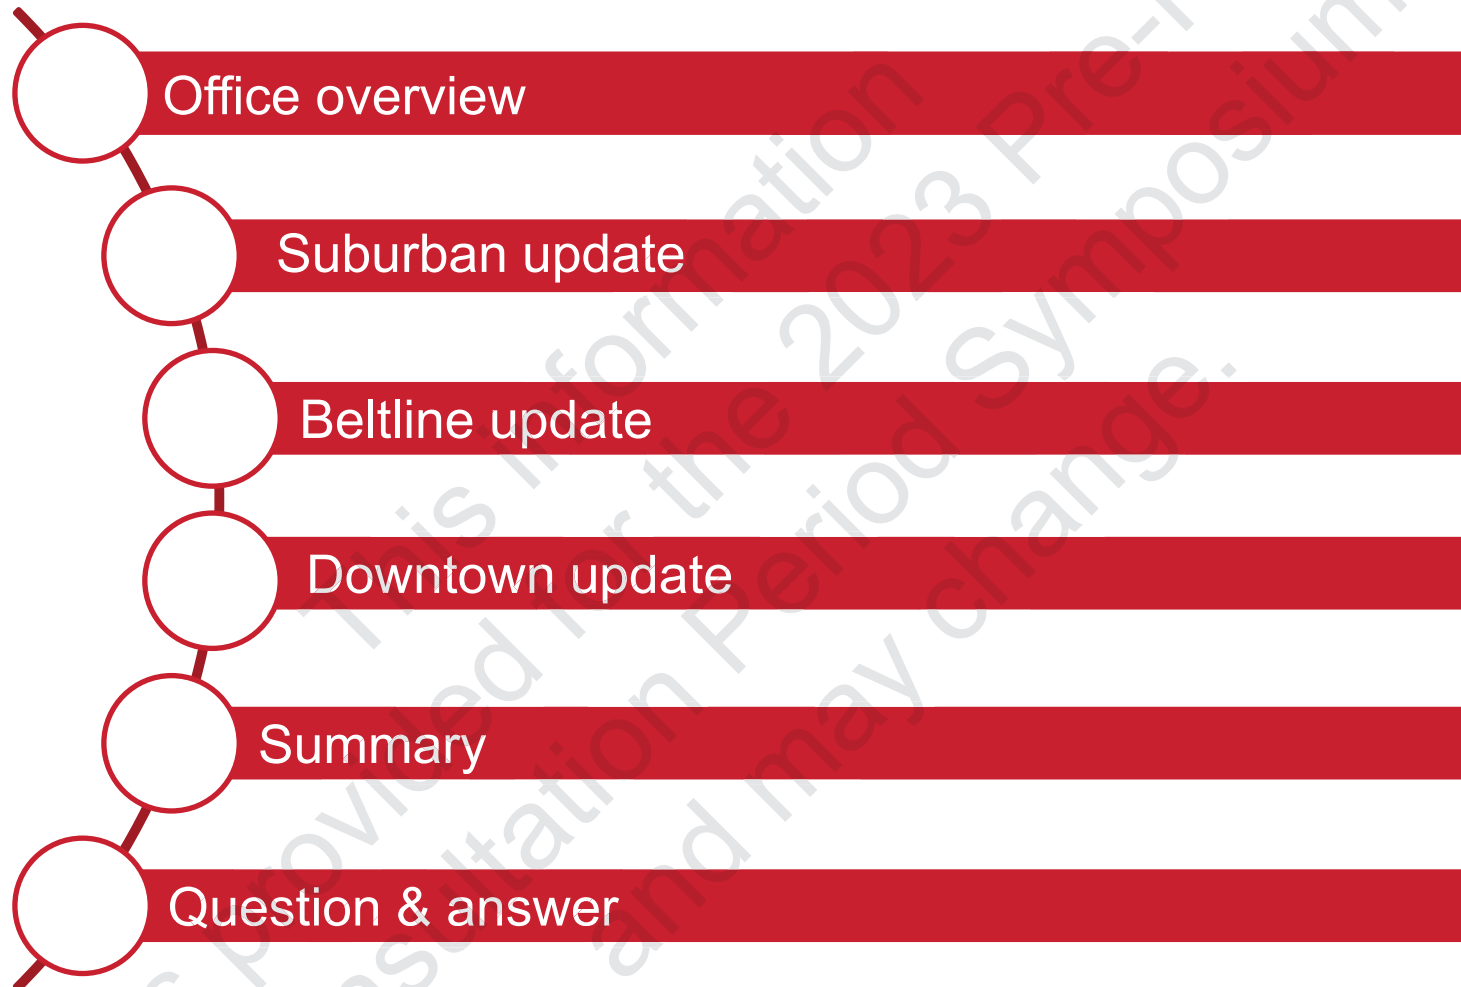 Office overview
Suburban update
Beltline update
Downtown update
Summary
Question & answer
This information
provided for the 2023 Pre-
Period Symposium
and may change.